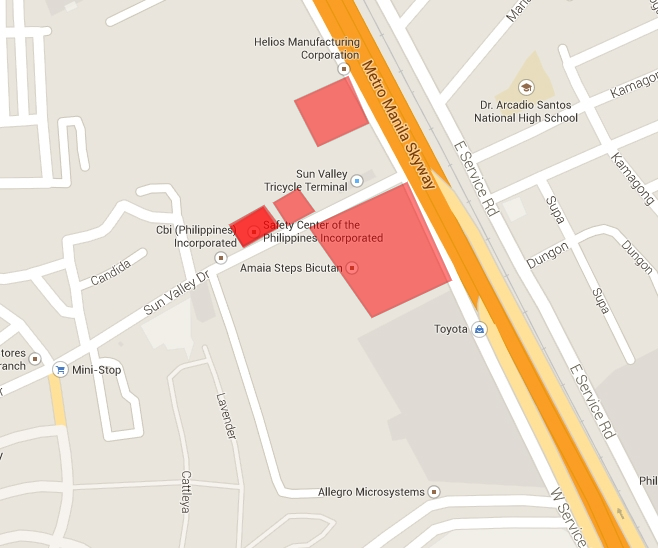 Helios Manufacturing
Corporation
Metro Manila Skyway
Dr. Arcadio Santos
National High School
Kamagong
Kamagong
E Service Rd
Sun Valley
Tricycle Terminal
Supa
Dungon
Dungon
Supa
Cbi (Philippines)
Incorporated
Safety Center of the
Philippines Incorporated
Amaia Steps Bicutan
Candida
Sun Valley Dr
Toyota
Mini-Stop
E Service Rd
Lavender
Cattleya
Allegro Microsystems
W Service